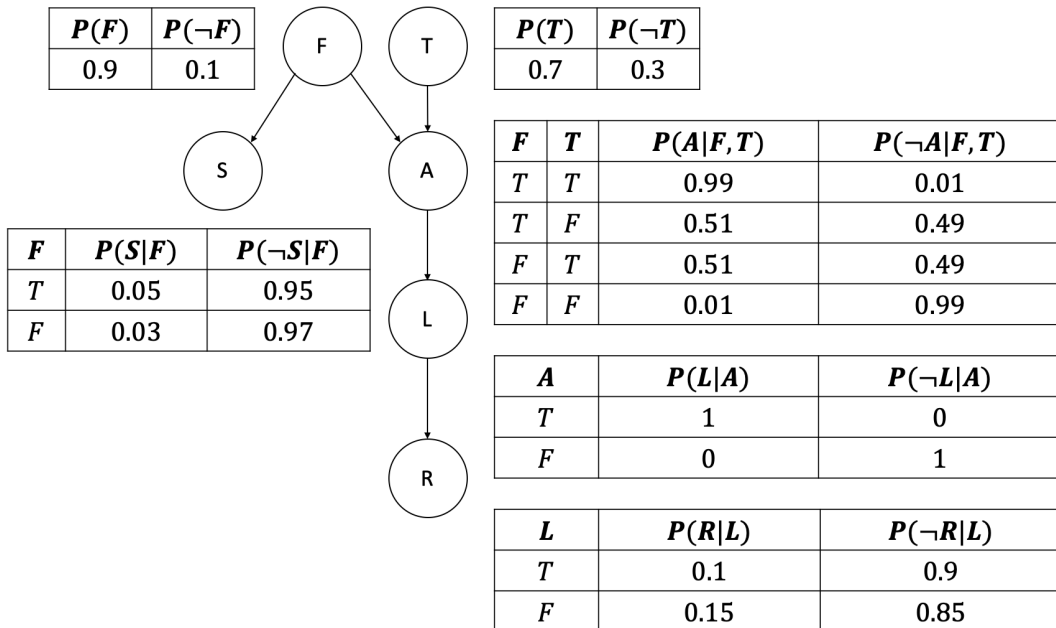 P(F) P(¬F)
0.9 0.1
F
T
P(T) P(¬T)
0.7 0.3
S
A
F T P(A|F,T) P(¬A|F,T)
T T 0.99 0.01
T F 0.51 0.49
F T 0.51 0.49
F F 0.01 0.99
F P(S|F) P(¬S|F)
T 0.05 0.95
F 0.03 0.97
L
A P(L|A) P(¬L|A)
T 1 0
F 0 1
R
L P(R|L) P(¬R|L)
T 0.1 0.9
F 0.15 0.85